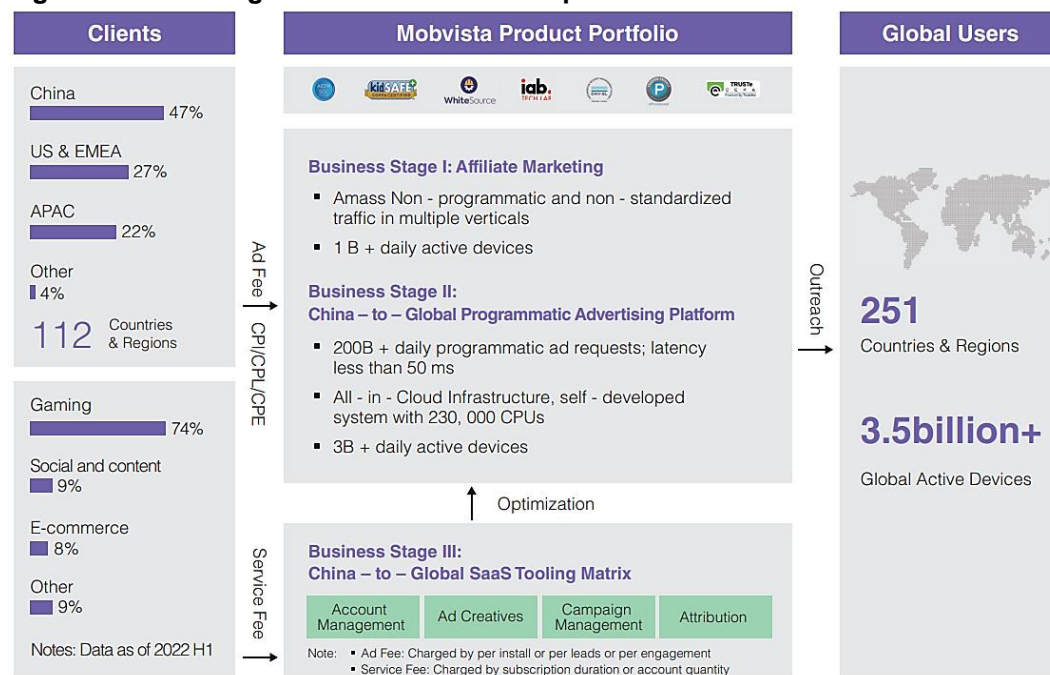 Clients
Mobvista Product Portfolio
Global Users
China
47%
US & EMEA
27%
APAC
22%
Other
4%
112 Countries
& Regions
Gaming
74%
Social and content
9%
E-commerce
8%
Other
9%
Notes: Data as of 2022 H1
Ad Fee
CPI/CPL/CPE
Service Fee
kidSAFE
WhiteSource
iab.
TECH LAB
P
TRUSTe
Business Stage I: Affiliate Marketing
▪ Amass Non - programmatic and non - standardized
traffic in multiple verticals
▪ 1 B + daily active devices
Business Stage II:
China – to – Global Programmatic Advertising Platform
▪ 200B + daily programmatic ad requests; latency
less than 50 ms
▪ All - in - Cloud Infrastructure, self - developed
system with 230, 000 CPUs
▪ 3B + daily active devices
Optimization
Business Stage III:
China – to – Global SaaS Tooling Matrix
Account
Management
Ad Creatives
Campaign
Management
Attribution
Note: ▪ Ad Fee: Charged by per install or per leads or per engagement
▪ Service Fee: Charged by subscription duration or account quantity
Outreach
251
Countries & Regions
3.5billion+
Global Active Devices